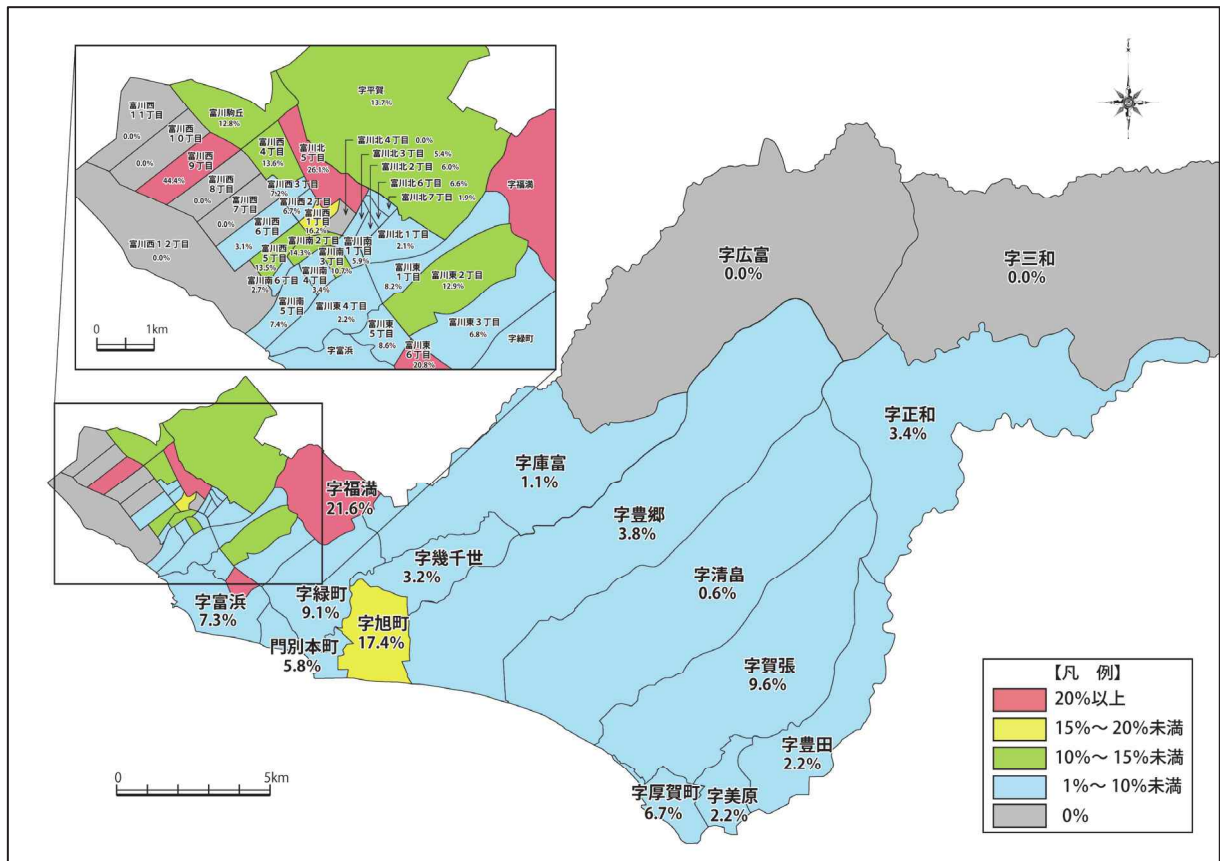 富川西
１１丁目
0.0%
富川西
１０丁目
0.0%
富川駒丘
12.8%
富川西
９丁目
44.4%
富川西
４丁目
13.6%
富川北
５丁目
26.1%
字平賀
13.7%
富川北４丁目 0.0%
富川北３丁目 5.4%
富川北２丁目 6.0%
富川北６丁目 6.6%
富川北７丁目 1.9%
字福満
富川西
８丁目
0.0%
富川西３丁目
7.2%
富川西２丁目
6.7%
富川西
１丁目
16.2%
富川西
７丁目
0.0%
富川西
６丁目
3.1%
富川西１２丁目
0.0%
富川西
５丁目
13.5%
富川南２丁目
14.3%
富川南
３丁目
10.7%
富川南
１丁目
5.9%
富川北１丁目
2.1%
富川南６丁目
2.7%
富川南
４丁目
3.4%
富川東
１丁目
8.2%
富川東２丁目
12.9%
富川南
５丁目
7.4%
富川東４丁目
2.2%
富川東
５丁目
8.6%
富川東３丁目
6.8%
字緑町
字富浜
富川東
６丁目
20.8%
0 1km
字広富
0.0%
字三和
0.0%
字正和
3.4%
字庫富
1.1%
字福満
21.6%
字豊郷
3.8%
字幾千世
3.2%
字清畠
0.6%
字富浜
7.3%
字緑町
9.1%
字旭町
17.4%
門別本町
5.8%
字賀張
9.6%
字豊田
2.2%
字厚賀町
6.7%
字美原
2.2%
0 5km
【凡　例】
20%以上
15%～20%未満
10%～15%未満
1%～10%未満
0%